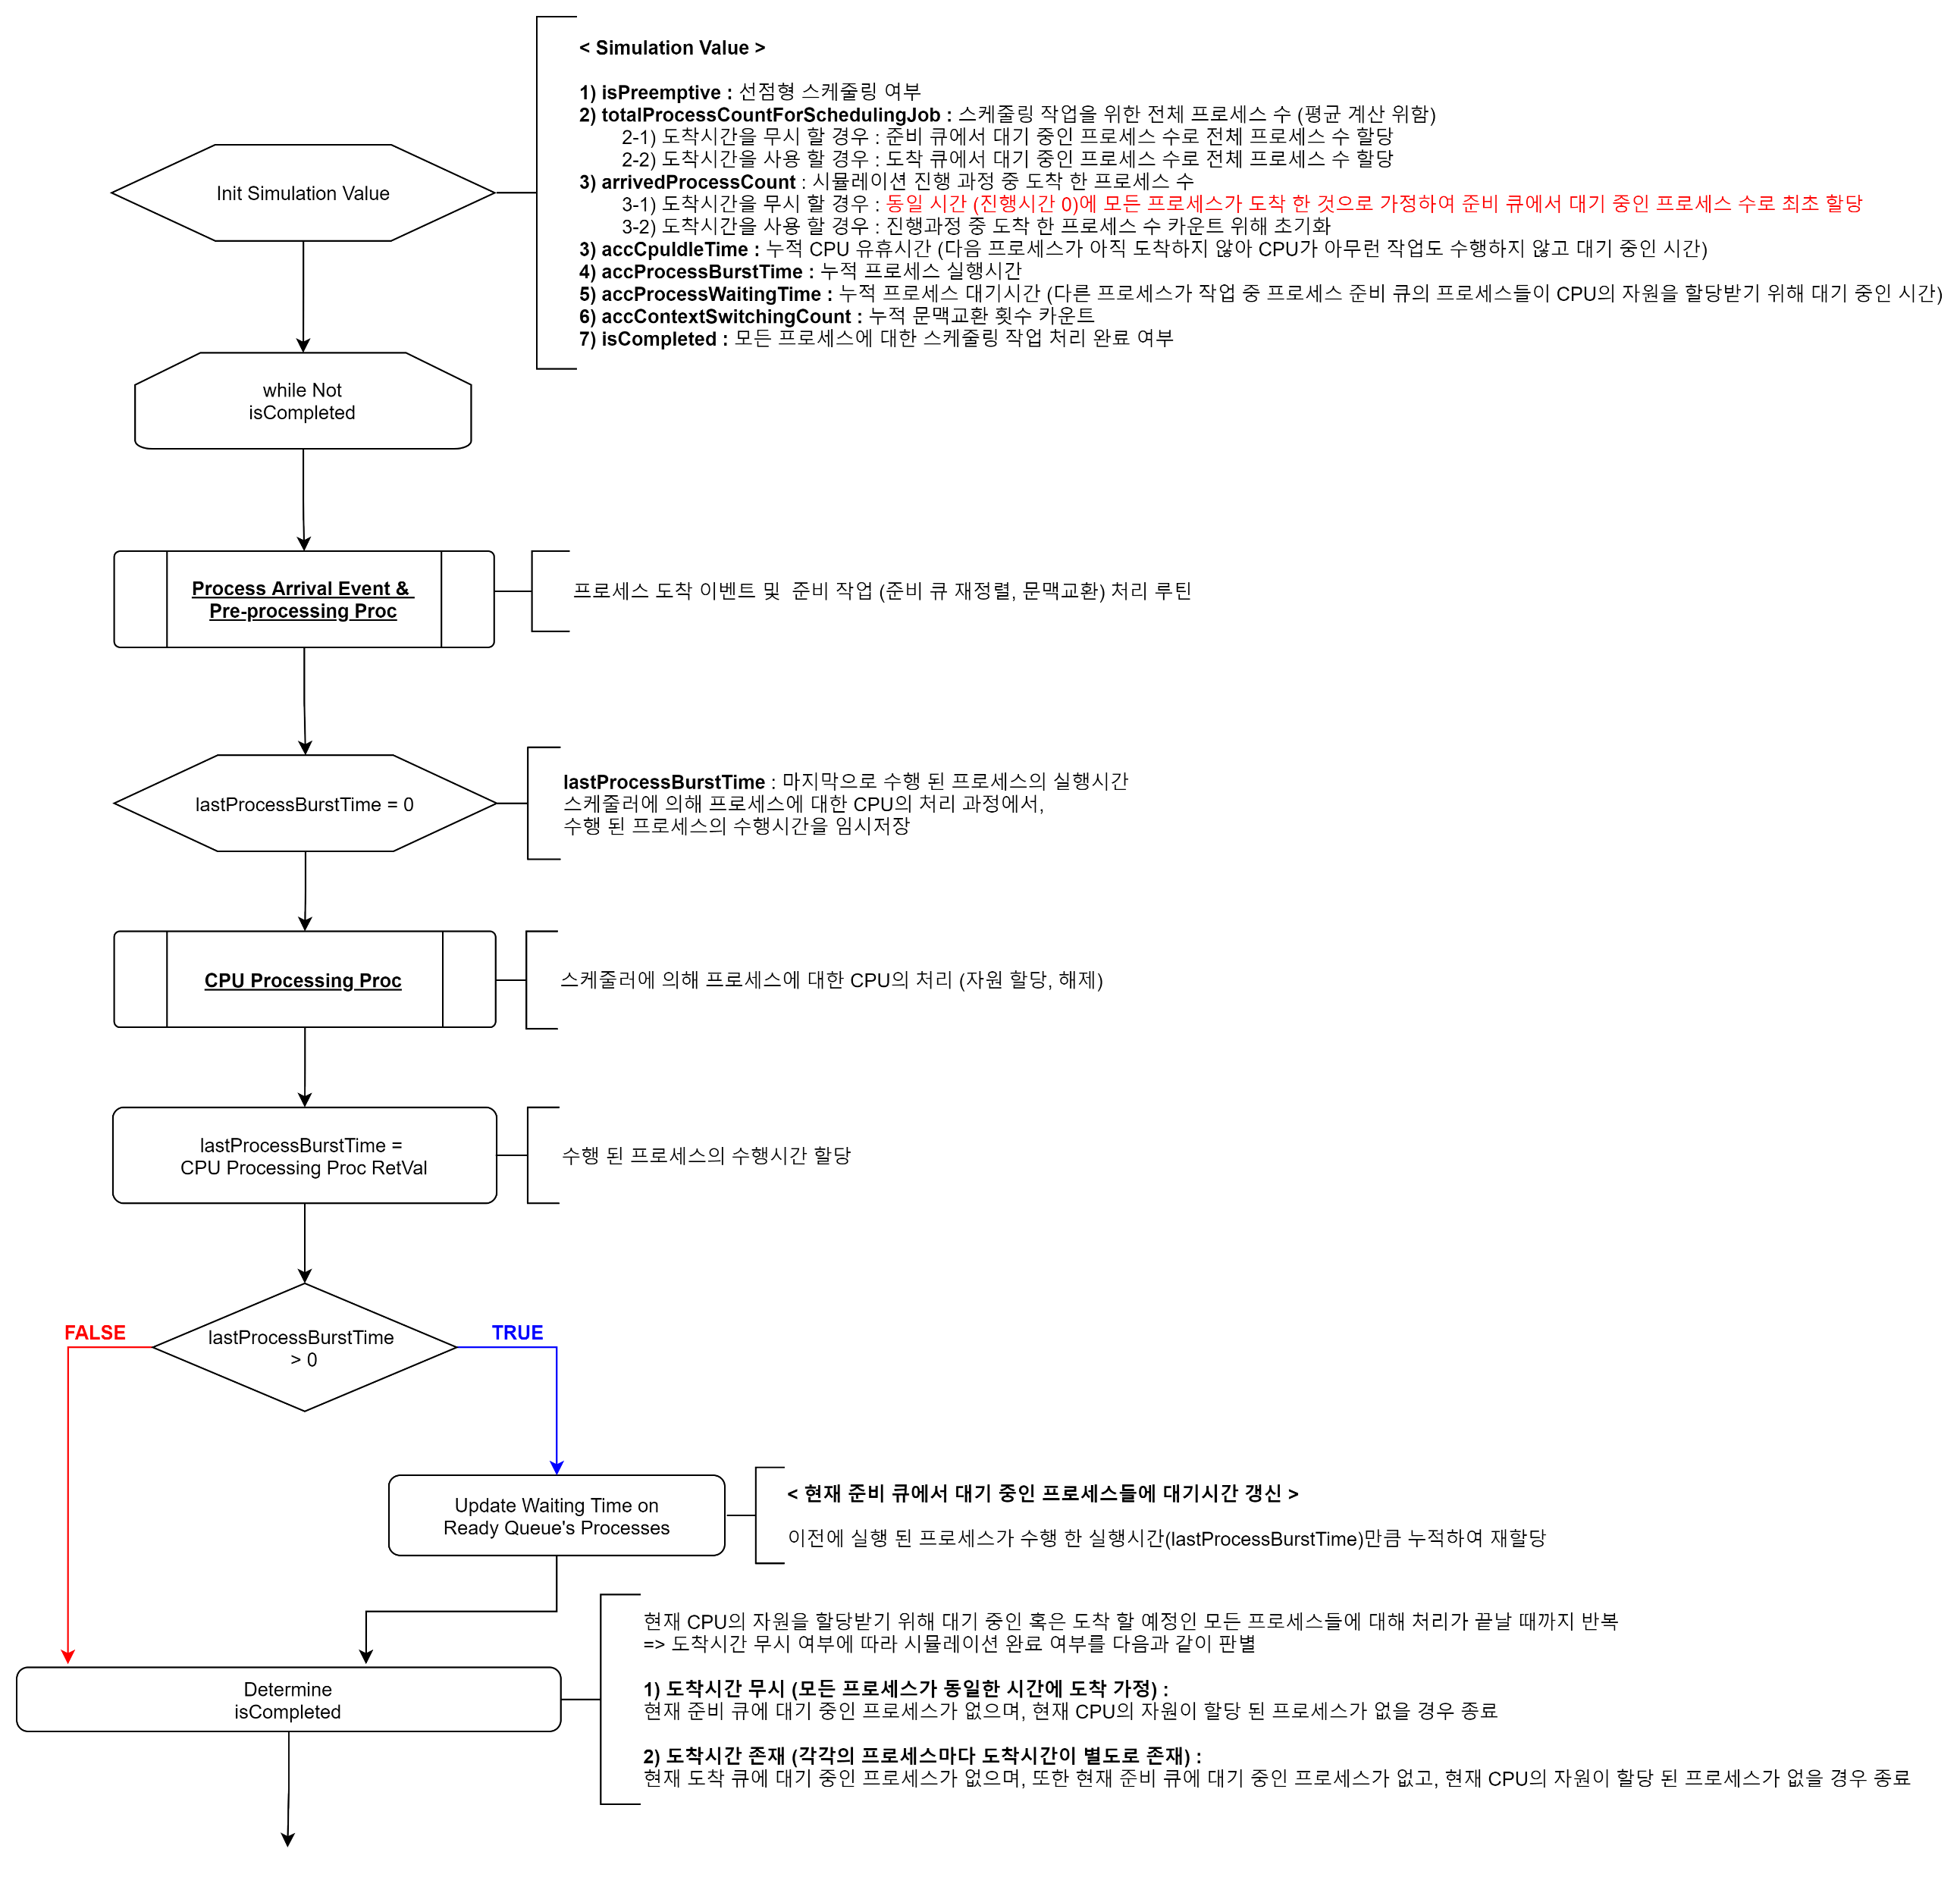 < Simulation Value >
1) isPreemptive : 선점형 스케줄링 여부
2) totalProcessCountForSchedulingJob : 스케줄링 작업을 위한 전체 프로세스 수 (평균 계산 위함)
2-1) 도착시간을 무시 할 경우 : 준비 큐에서 대기 중인 프로세스 수로 전체 프로세스 수 할당
2-2) 도착시간을 사용 할 경우 : 도착 큐에서 대기 중인 프로세스 수로 전체 프로세스 수 할당
3) arrivedProcessCount : 시뮬레이션 진행 과정 중 도착 한 프로세스 수
3-1) 도착시간을 무시 할 경우 : 동일 시간 (진행시간 0)에 모든 프로세스가 도착 한 것으로 가정하여 준비 큐에서 대기 중인 프로세스 수로 최초 할당
3-2) 도착시간을 사용 할 경우 : 진행과정 중 도착 한 프로세스 수 카운트 위해 초기화
3) accCpuIdleTime : 누적 CPU 유휴시간 (다음 프로세스가 아직 도착하지 않아 CPU가 아무런 작업도 수행하지 않고 대기 중인 시간)
4) accProcessBurstTime : 누적 프로세스 실행시간
5) accProcessWaitingTime : 누적 프로세스 대기시간 (다른 프로세스가 작업 중 프로세스 준비 큐의 프로세스들이 CPU의 자원을 할당받기 위해 대기 중인 시간)
6) accContextSwitchingCount : 누적 문맥교환 횟수 카운트
7) isCompleted : 모든 프로세스에 대한 스케줄링 작업 처리 완료 여부
Init Simulation Value
while Not
isCompleted
Process Arrival Event &
Pre-processing Proc
프로세스 도착 이벤트 및 준비 작업 (준비 큐 재정렬, 문맥교환) 처리 루틴
lastProcessBurstTime = 0
lastProcessBurstTime : 마지막으로 수행 된 프로세스의 실행시간
스케줄러에 의해 프로세스에 대한 CPU의 처리 과정에서,
수행 된 프로세스의 수행시간을 임시저장
CPU Processing Proc
스케줄러에 의해 프로세스에 대한 CPU의 처리 (자원 할당, 해제)
lastProcessBurstTime =
CPU Processing Proc RetVal
수행 된 프로세스의 수행시간 할당
FALSE
TRUE
lastProcessBurstTime
> 0
Update Waiting Time on
Ready Queue's Processes
< 현재 준비 큐에서 대기 중인 프로세스들에 대기시간 갱신 >
이전에 실행 된 프로세스가 수행 한 실행시간(lastProcessBurstTime)만큼 누적하여 재할당
Determine
isCompleted
현재 CPU의 자원을 할당받기 위해 대기 중인 혹은 도착 할 예정인 모든 프로세스들에 대해 처리가 끝날 때까지 반복
=> 도착시간 무시 여부에 따라 시뮬레이션 완료 여부를 다음과 같이 판별
1) 도착시간 무시 (모든 프로세스가 동일한 시간에 도착 가정) :
현재 준비 큐에 대기 중인 프로세스가 없으며, 현재 CPU의 자원이 할당 된 프로세스가 없을 경우 종료
2) 도착시간 존재 (각각의 프로세스마다 도착시간이 별도로 존재) :
현재 도착 큐에 대기 중인 프로세스가 없으며, 또한 현재 준비 큐에 대기 중인 프로세스가 없고, 현재 CPU의 자원이 할당 된 프로세스가 없을 경우 종료